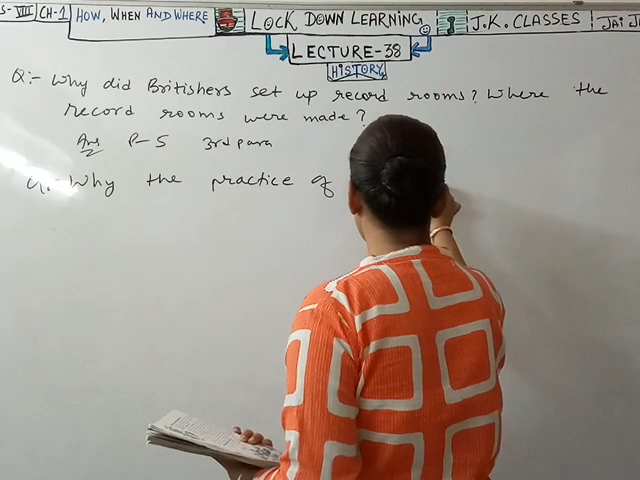 S-VIII CH-1 HOW, WHEN AND WHERE LOCK DOWN LEARNING J.K. CLASSES JAI
LECTURE-38
HISTORY
Q:- Why did Britishers set up record rooms? Where the
record rooms were made?
Ans P-5 3rd para
Q:- Why the practice of